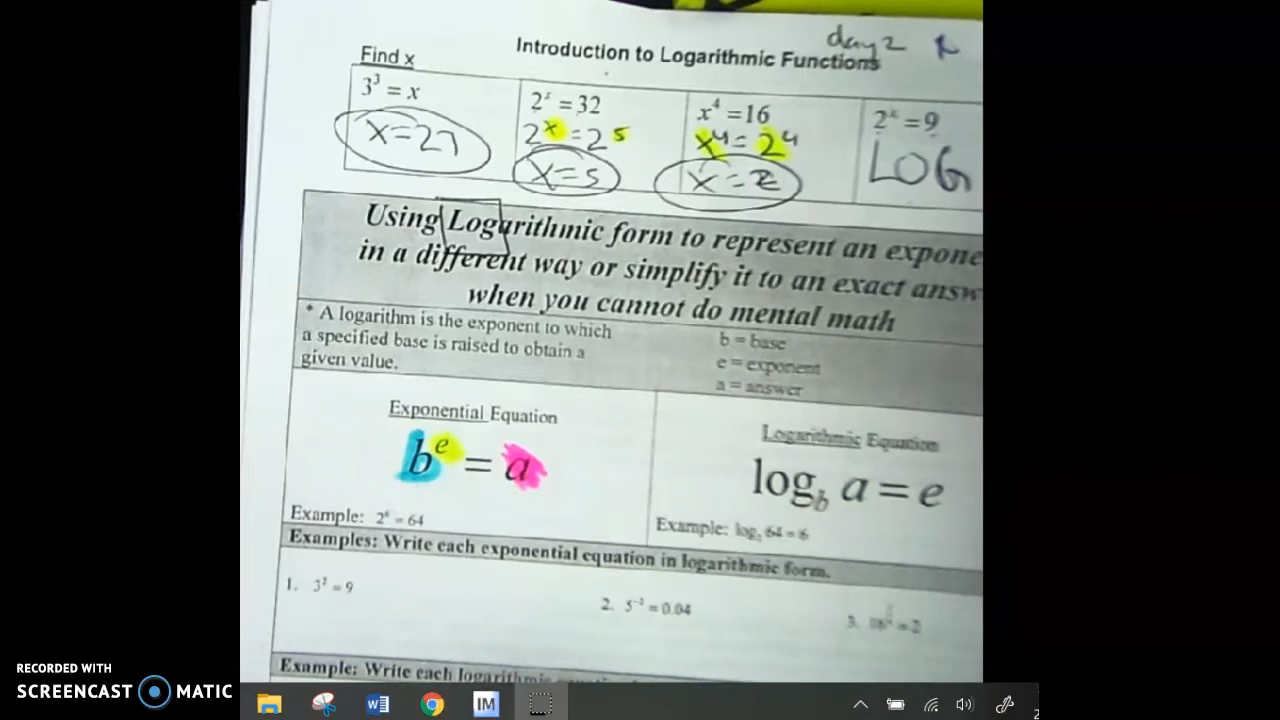 day 2
Introduction to Logarithmic Functions
Find x
3³ = x
2ˣ = 32
x⁴ = 16
2ˣ = 9
x = 27
2ˣ = 2⁵
x⁴ = 2⁴
LOG
x = 5
x = 2
Using Logarithmic form to represent an expone
in a different way or simplify it to an exact answ
when you cannot do mental math
* A logarithm is the exponent to which
a specified base is raised to obtain a
given value.
b = base
e = exponent
a = answer
Exponential Equation
bᵉ = a
Example: 2⁶ = 64
Logarithmic Equation
log_b a = e
Example: log₂ 64 = 6
Examples: Write each exponential equation in logarithmic form.
1. 3² = 9
2. 5⁻² = 0.04
3. = 2
Example: Write each logarithmic
RECORDED WITH
SCREENCAST MATIC
W
IM